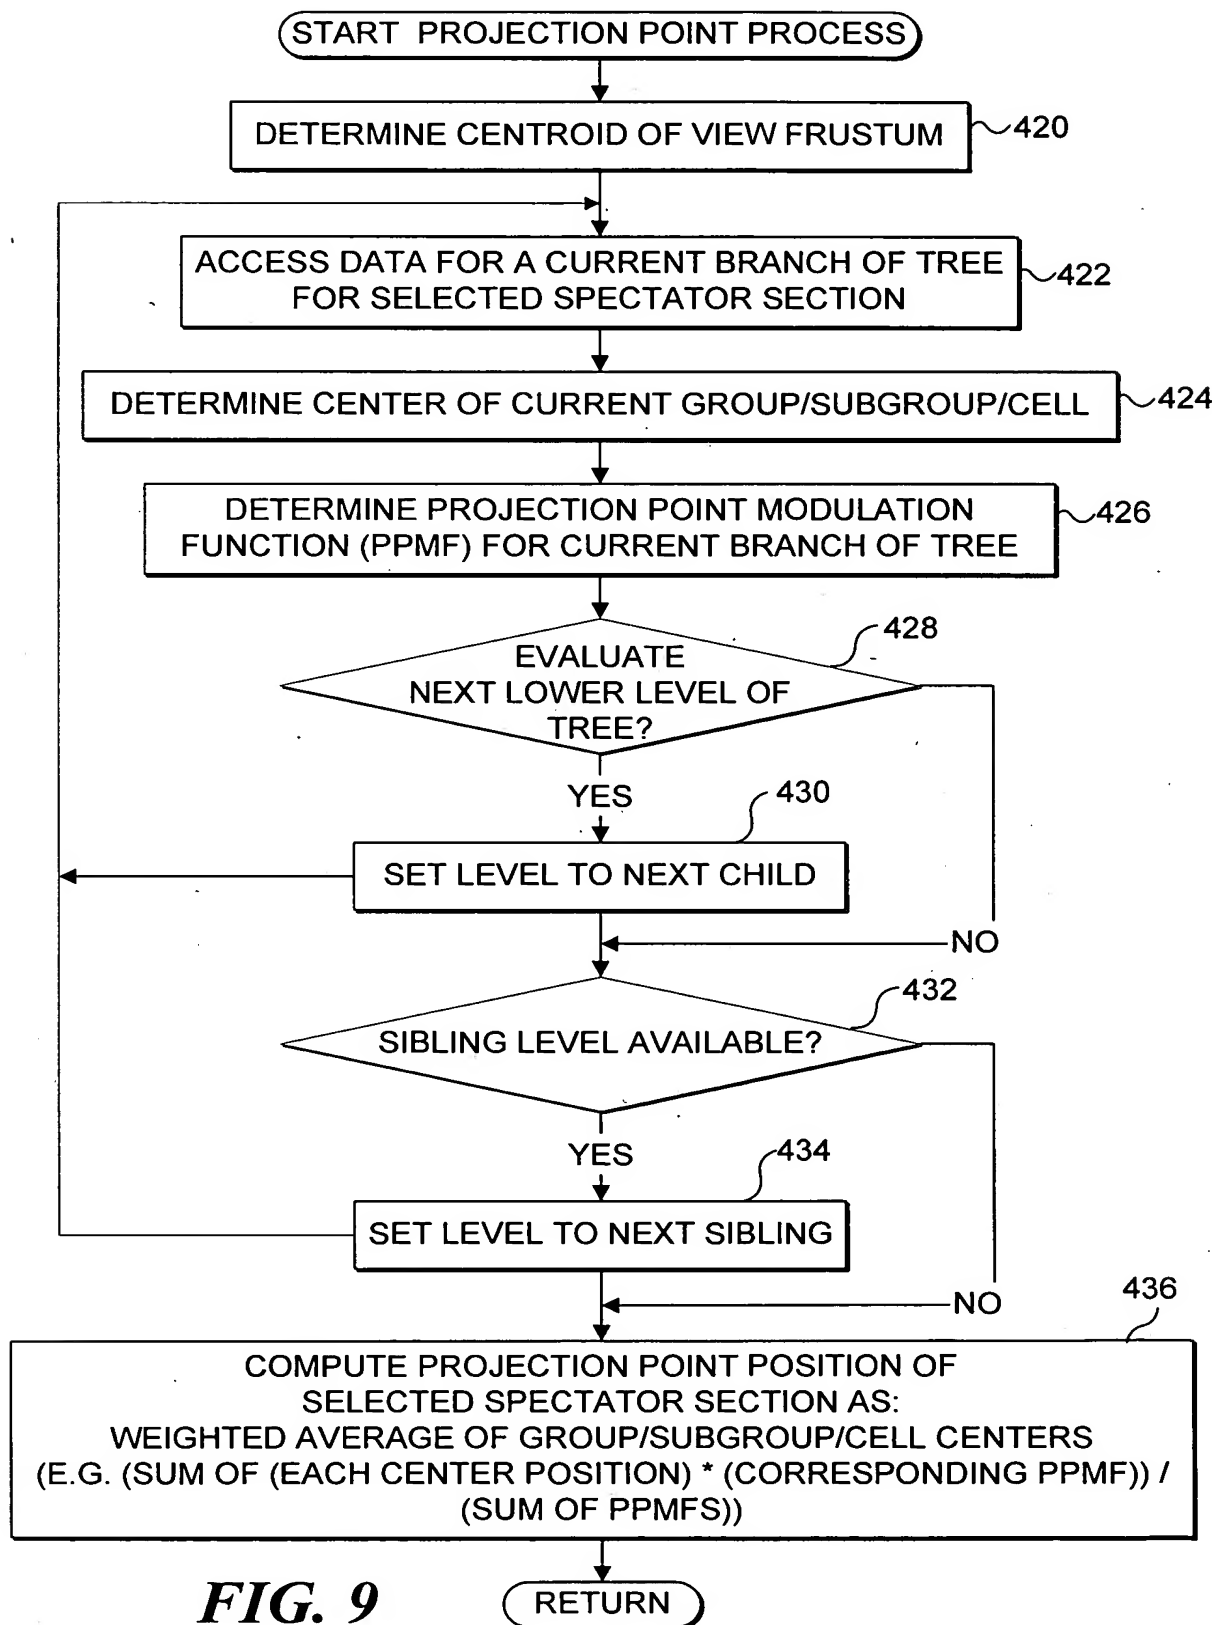 START PROJECTION POINT PROCESS
DETERMINE CENTROID OF VIEW FRUSTUM
420
ACCESS DATA FOR A CURRENT BRANCH OF TREE
FOR SELECTED SPECTATOR SECTION
422
DETERMINE CENTER OF CURRENT GROUP/SUBGROUP/CELL
424
DETERMINE PROJECTION POINT MODULATION
FUNCTION (PPMF) FOR CURRENT BRANCH OF TREE
426
428
EVALUATE
NEXT LOWER LEVEL OF
TREE?
YES
430
SET LEVEL TO NEXT CHILD
NO
432
SIBLING LEVEL AVAILABLE?
YES
434
SET LEVEL TO NEXT SIBLING
NO
436
COMPUTE PROJECTION POINT POSITION OF
SELECTED SPECTATOR SECTION AS:
WEIGHTED AVERAGE OF GROUP/SUBGROUP/CELL CENTERS
(E.G. (SUM OF (EACH CENTER POSITION) * (CORRESPONDING PPMF)) /
(SUM OF PPMFS))
FIG. 9
RETURN